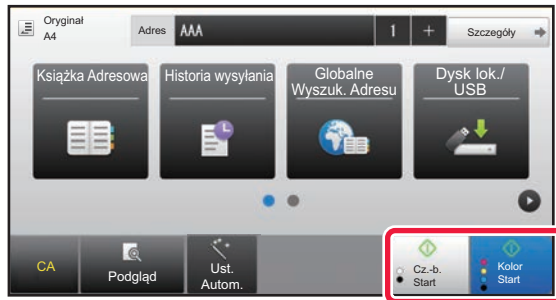 Oryginał
A4
Adres AAA 1 + Szczegóły
Książka Adresowa
Historia wysyłania
Globalne
Wyszuk. Adresu
Dysk lok./
USB
CA
Podgląd
Ust.
Autom.
Cz.-b.
Start
Kolor
Start